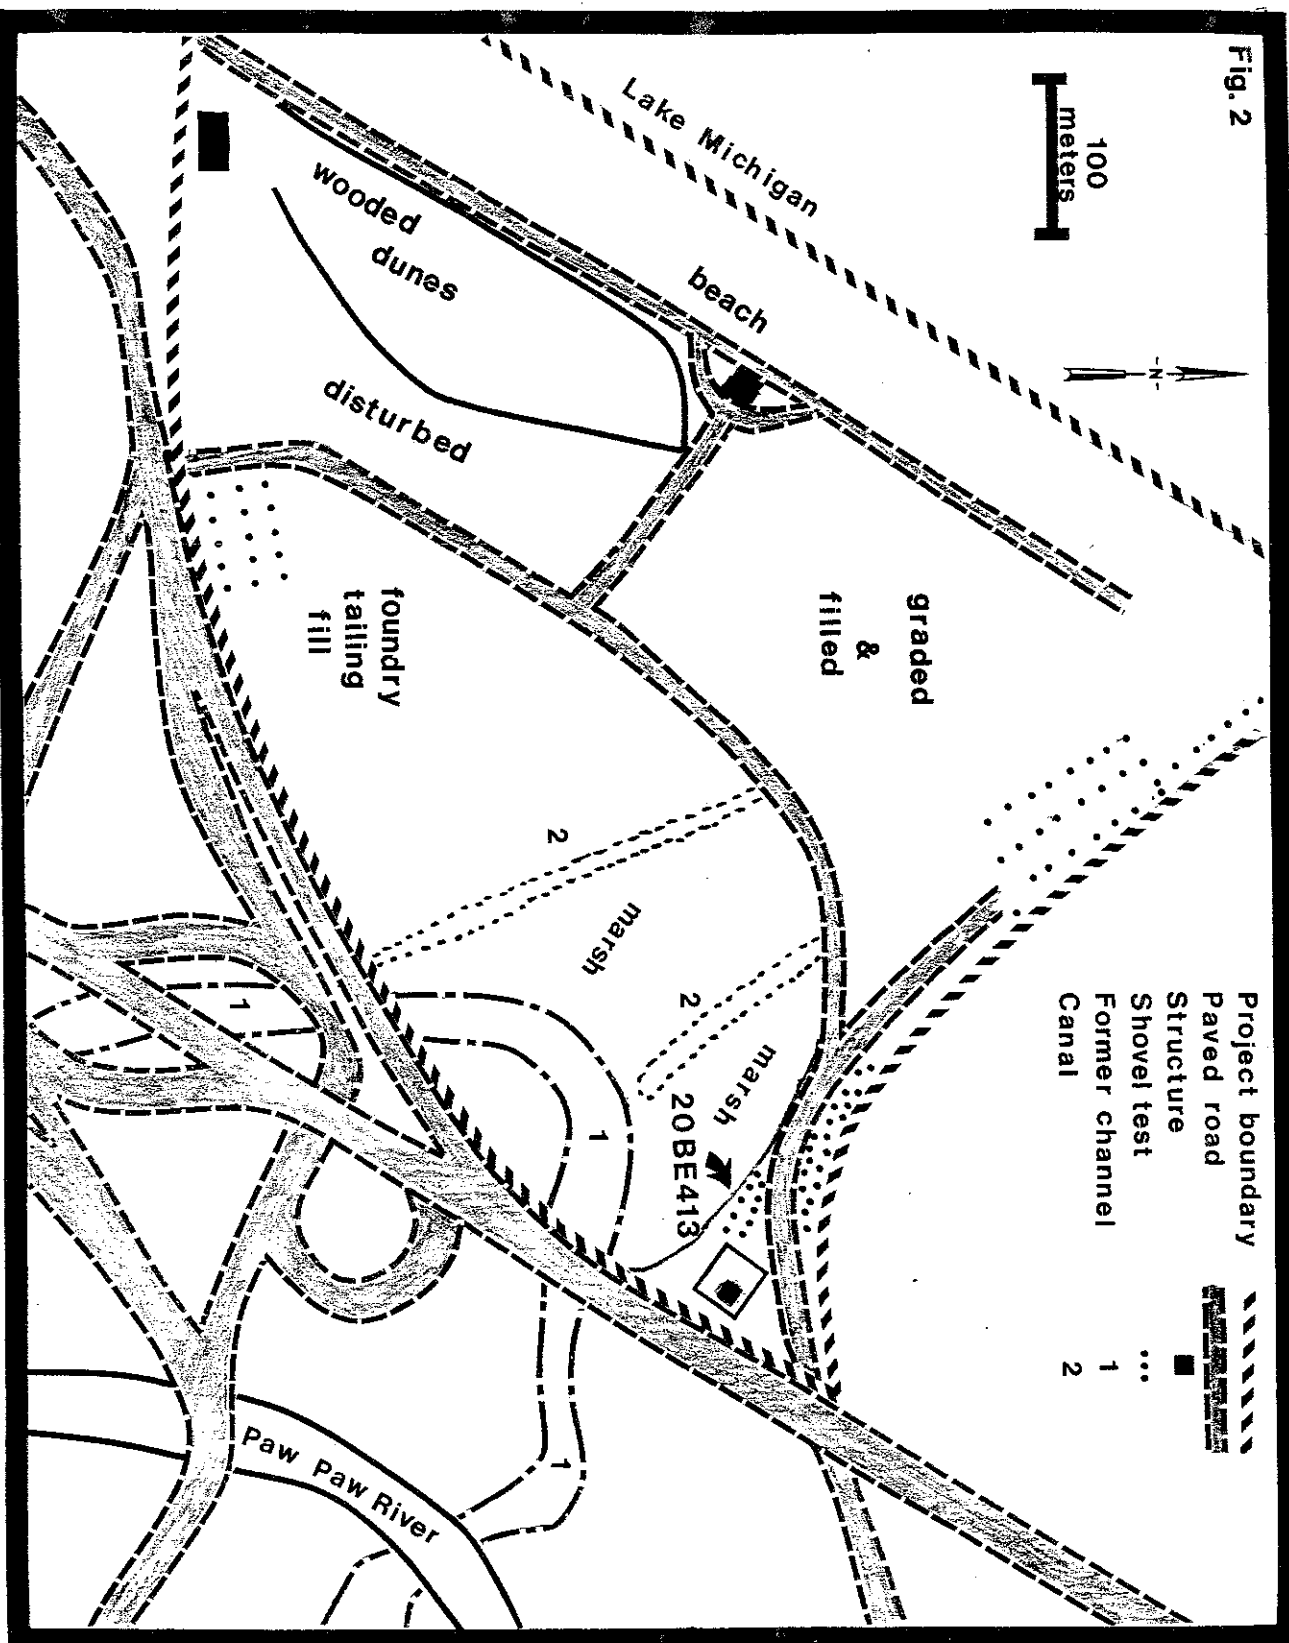 Fig. 2
100
meters
-N-
Lake Michigan
beach
wooded
dunes
disturbed
graded
&
filled
foundry
tailing
fill
2
marsh
2
marsh
20BE413
1
1
1
Paw Paw River
Project boundary
Paved road
Structure
Shovel test
Former channel 1
Canal 2